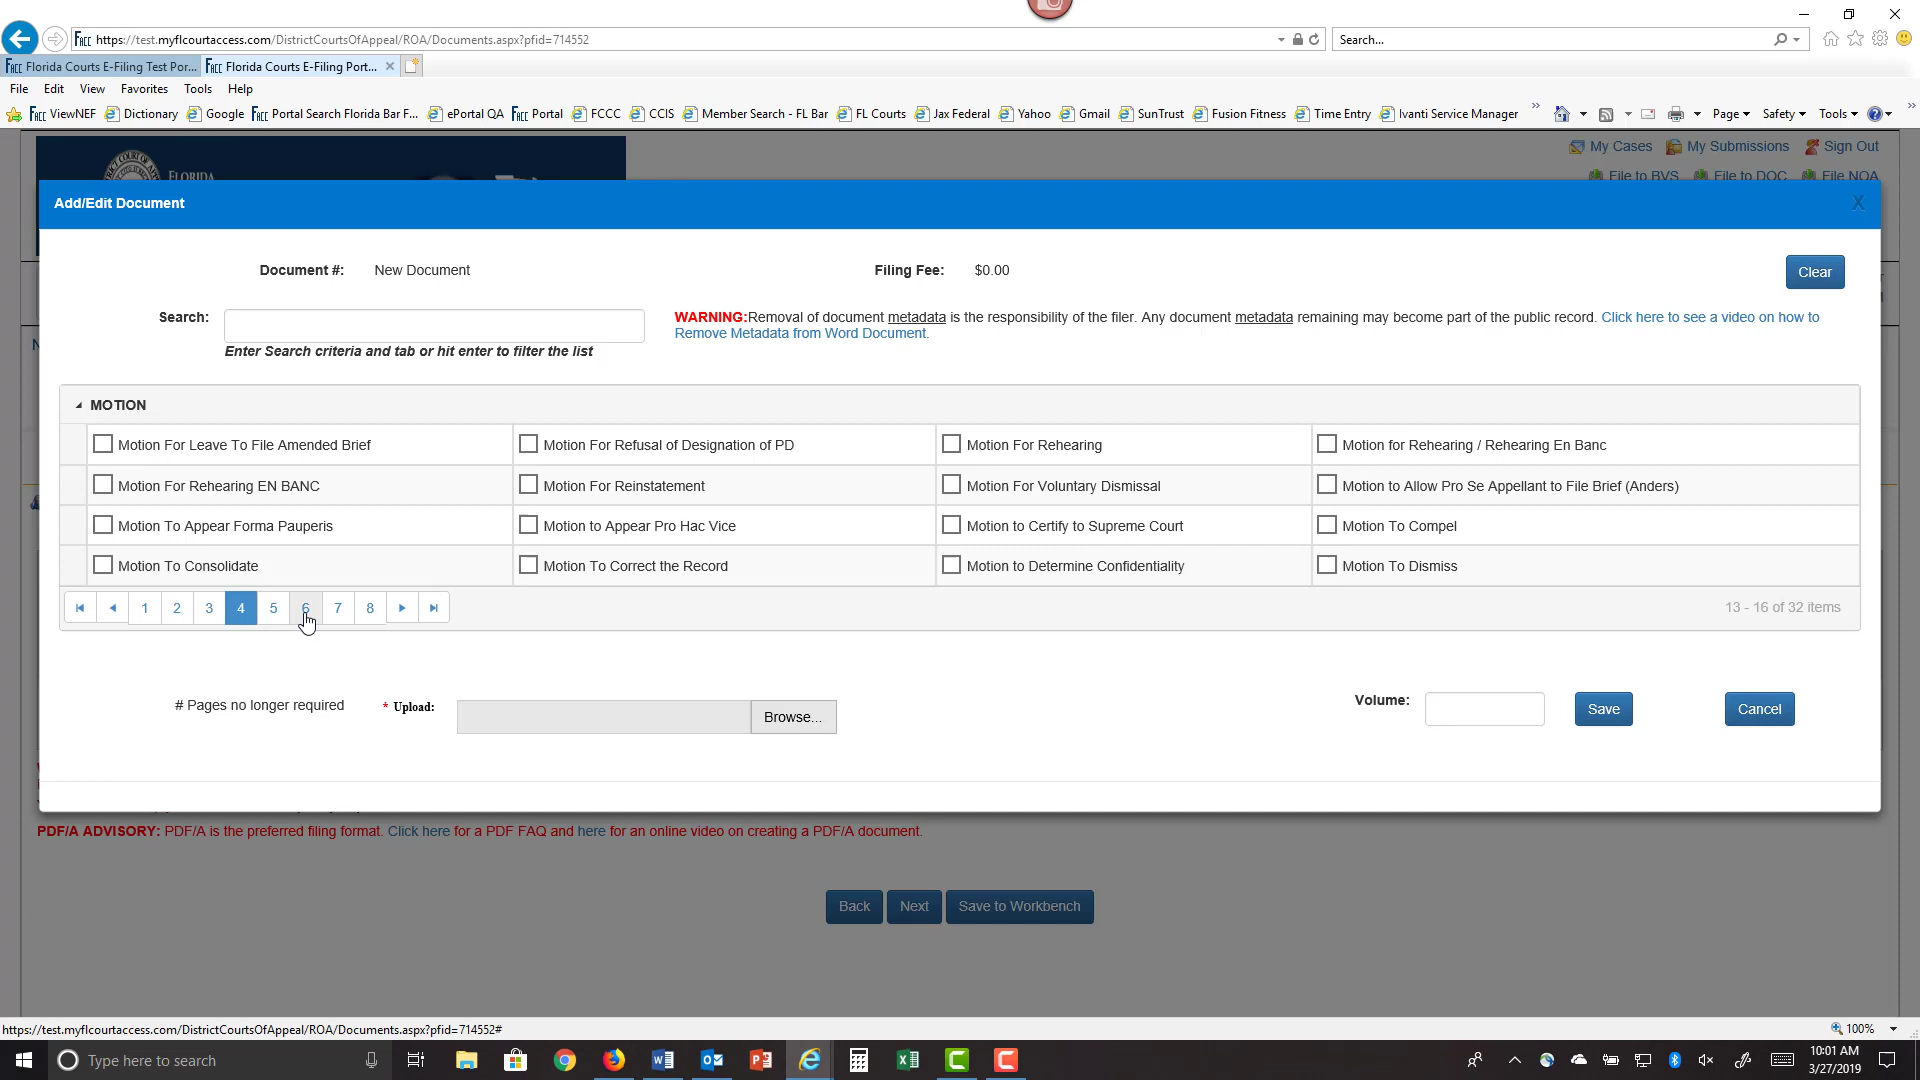 https://test.myflcourtaccess.com/DistrictCourtsOfAppeal/ROA/Documents.aspx?pfid=714552
Search...
Florida Courts E-Filing Test Por...
Florida Courts E-Filing Port...
File Edit View Favorites Tools Help
ViewNEF Dictionary Google Portal Search Florida Bar F... ePortal QA Portal FCCC CCIS Member Search - FL Bar FL Courts Jax Federal Yahoo Gmail SunTrust Fusion Fitness Time Entry Ivanti Service Manager Page Safety Tools
FLORIDA
My Cases My Submissions Sign Out
File to BVS File to DOC File NOA
Add/Edit Document X
Document #: New Document Filing Fee: $0.00 Clear
Search: WARNING:Removal of document metadata is the responsibility of the filer. Any document metadata remaining may become part of the public record. Click here to see a video on how to
Remove Metadata from Word Document.
Enter Search criteria and tab or hit enter to filter the list
MOTION
Motion For Leave To File Amended Brief Motion For Refusal of Designation of PD Motion For Rehearing Motion for Rehearing / Rehearing En Banc
Motion For Rehearing EN BANC Motion For Reinstatement Motion For Voluntary Dismissal Motion to Allow Pro Se Appellant to File Brief (Anders)
Motion To Appear Forma Pauperis Motion to Appear Pro Hac Vice Motion to Certify to Supreme Court Motion To Compel
Motion To Consolidate Motion To Correct the Record Motion to Determine Confidentiality Motion To Dismiss
1 2 3 4 5 6 7 8 13 - 16 of 32 items
# Pages no longer required * Upload: Browse... Volume: Save Cancel
PDF/A ADVISORY: PDF/A is the preferred filing format. Click here for a PDF FAQ and here for an online video on creating a PDF/A document.
Back Next Save to Workbench
https://test.myflcourtaccess.com/DistrictCourtsOfAppeal/ROA/Documents.aspx?pfid=714552#
100%
Type here to search
10:01 AM
3/27/2019